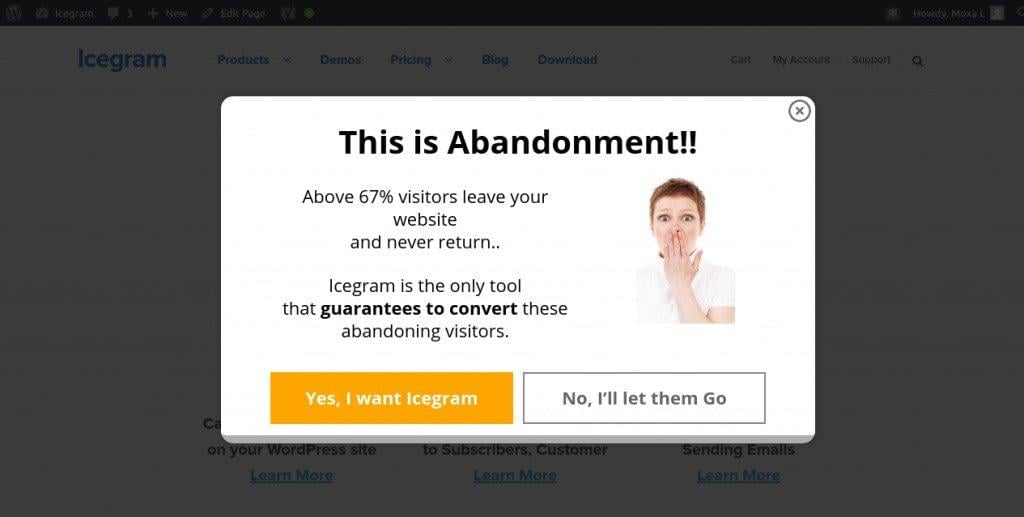 Icegram 3 New Edit Page Howdy, Moxa L
Icegram Products Demos Pricing Blog Download Cart My Account Support
This is Abandonment!!
Above 67% visitors leave your
website
and never return..
Icegram is the only tool
that guarantees to convert these
abandoning visitors.
Yes, I want Icegram No, I’ll let them Go
on your WordPress site to Subscribers, Customer Sending Emails
Learn More Learn More Learn More